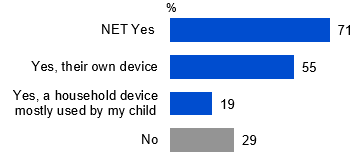 %
NET Yes 71
Yes, their own device 55
Yes, a household device
mostly used by my child 19
No 29